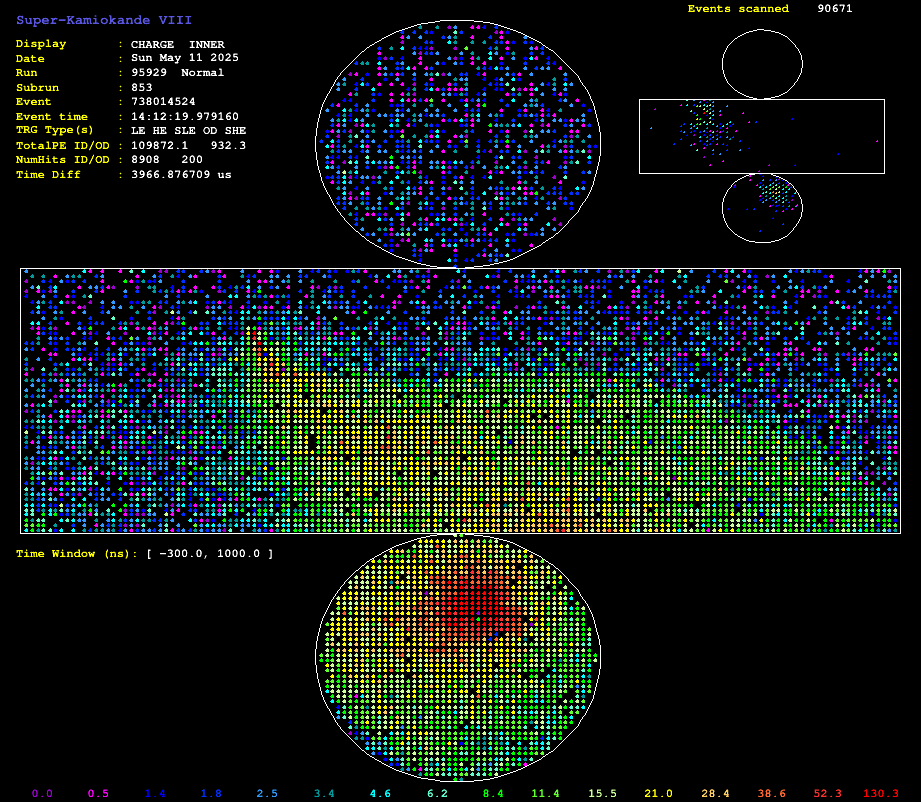 Super-Kamiokande VIII
Events scanned 90671
Display : CHARGE INNER
Date : Sun May 11 2025
Run : 95929 Normal
Subrun : 853
Event : 738014524
Event time : 14:12:19.979160
TRG Type(s) : LE HE SLE OD SHE
TotalPE ID/OD : 109872.1 932.3
NumHits ID/OD : 8908 200
Time Diff : 3966.876709 us
Time Window (ns): [ −300.0, 1000.0 ]
0.0 0.5 1.4 1.8 2.5 3.4 4.6 6.2 8.4 11.4 15.5 21.0 28.4 38.6 52.3 130.3